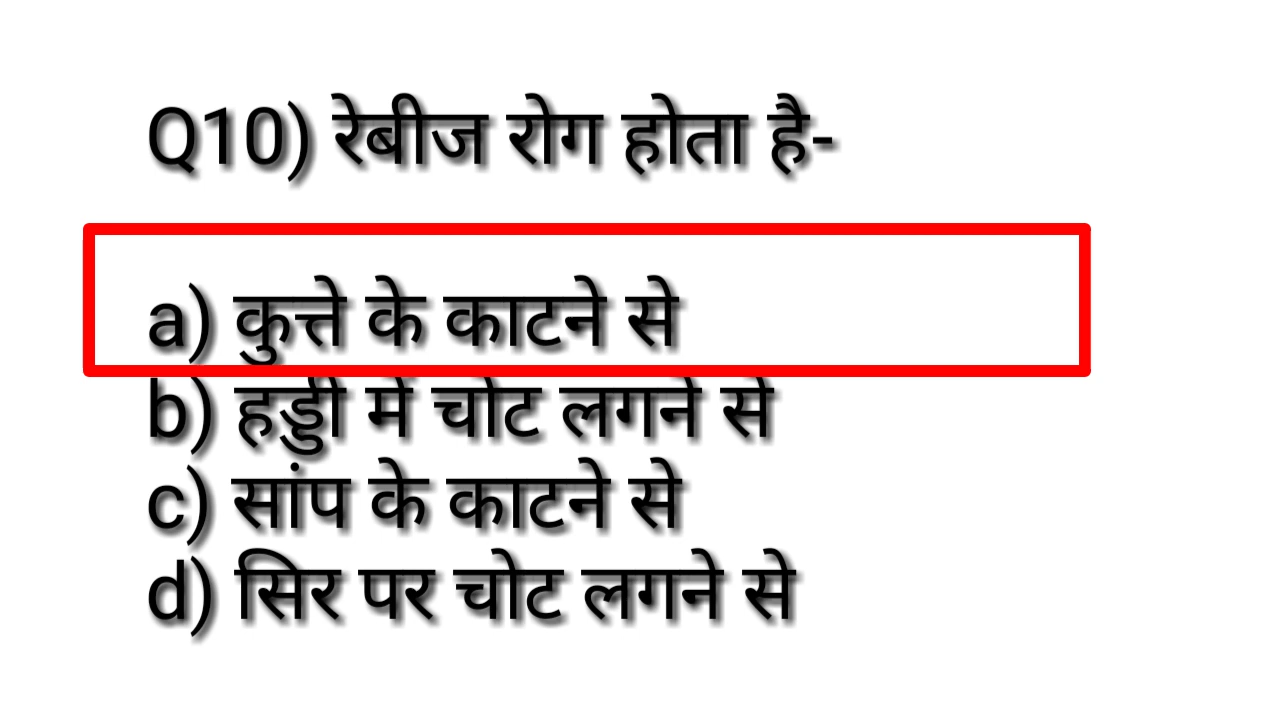 Q10) रेबीज रोग होता है-
a) कुत्ते के काटने से
b) हड्डी में चोट लगने से
c) सांप के काटने से
d) सिर पर चोट लगने से